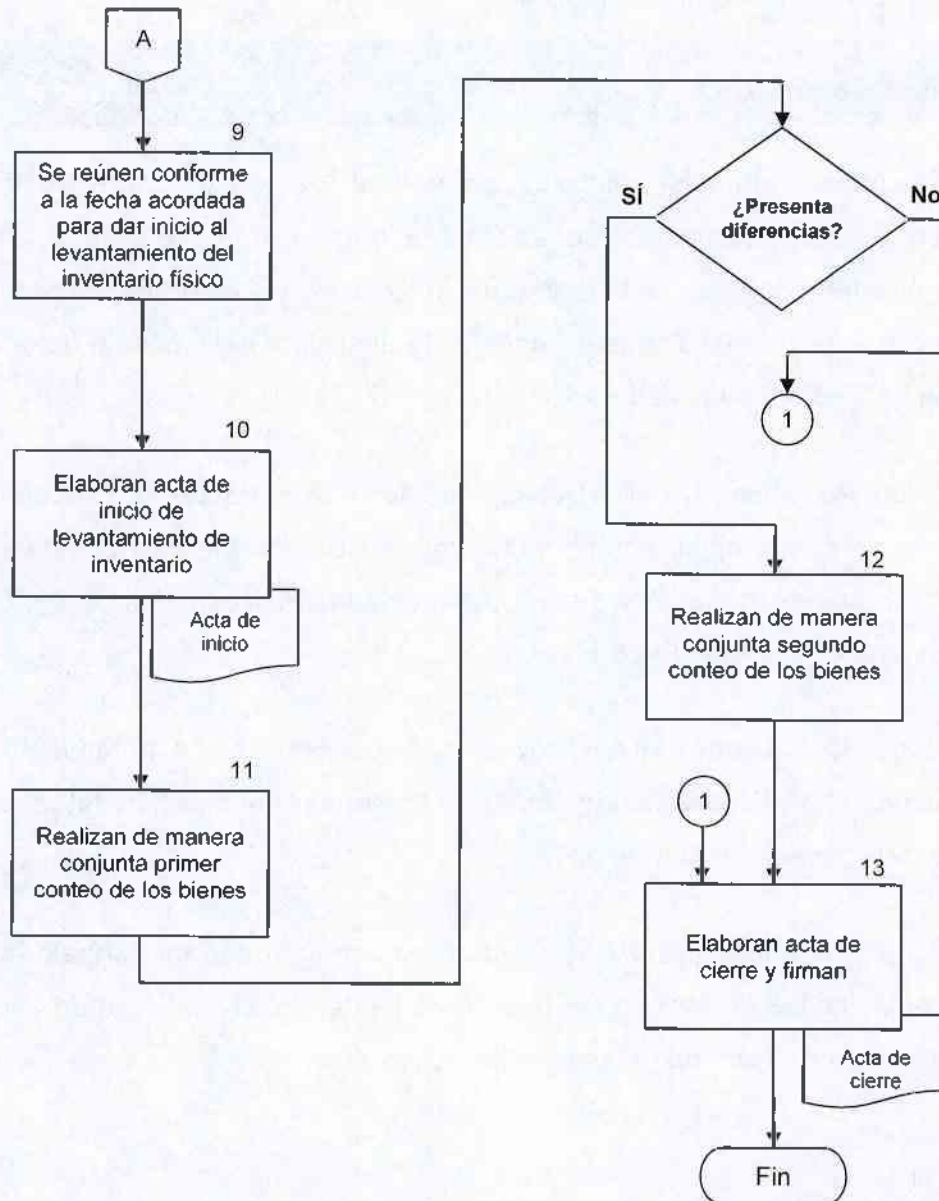 A
9
Se reúnen conforme
a la fecha acordada
para dar inicio al
levantamiento del
inventario físico
10
Elaboran acta de
inicio de
levantamiento de
inventario
Acta de
inicio
11
Realizan de manera
conjunta primer
conteo de los bienes
¿Presenta
diferencias?
SÍ
No
1
12
Realizan de manera
conjunta segundo
conteo de los bienes
1
13
Elaboran acta de
cierre y firman
Acta de
cierre
Fin